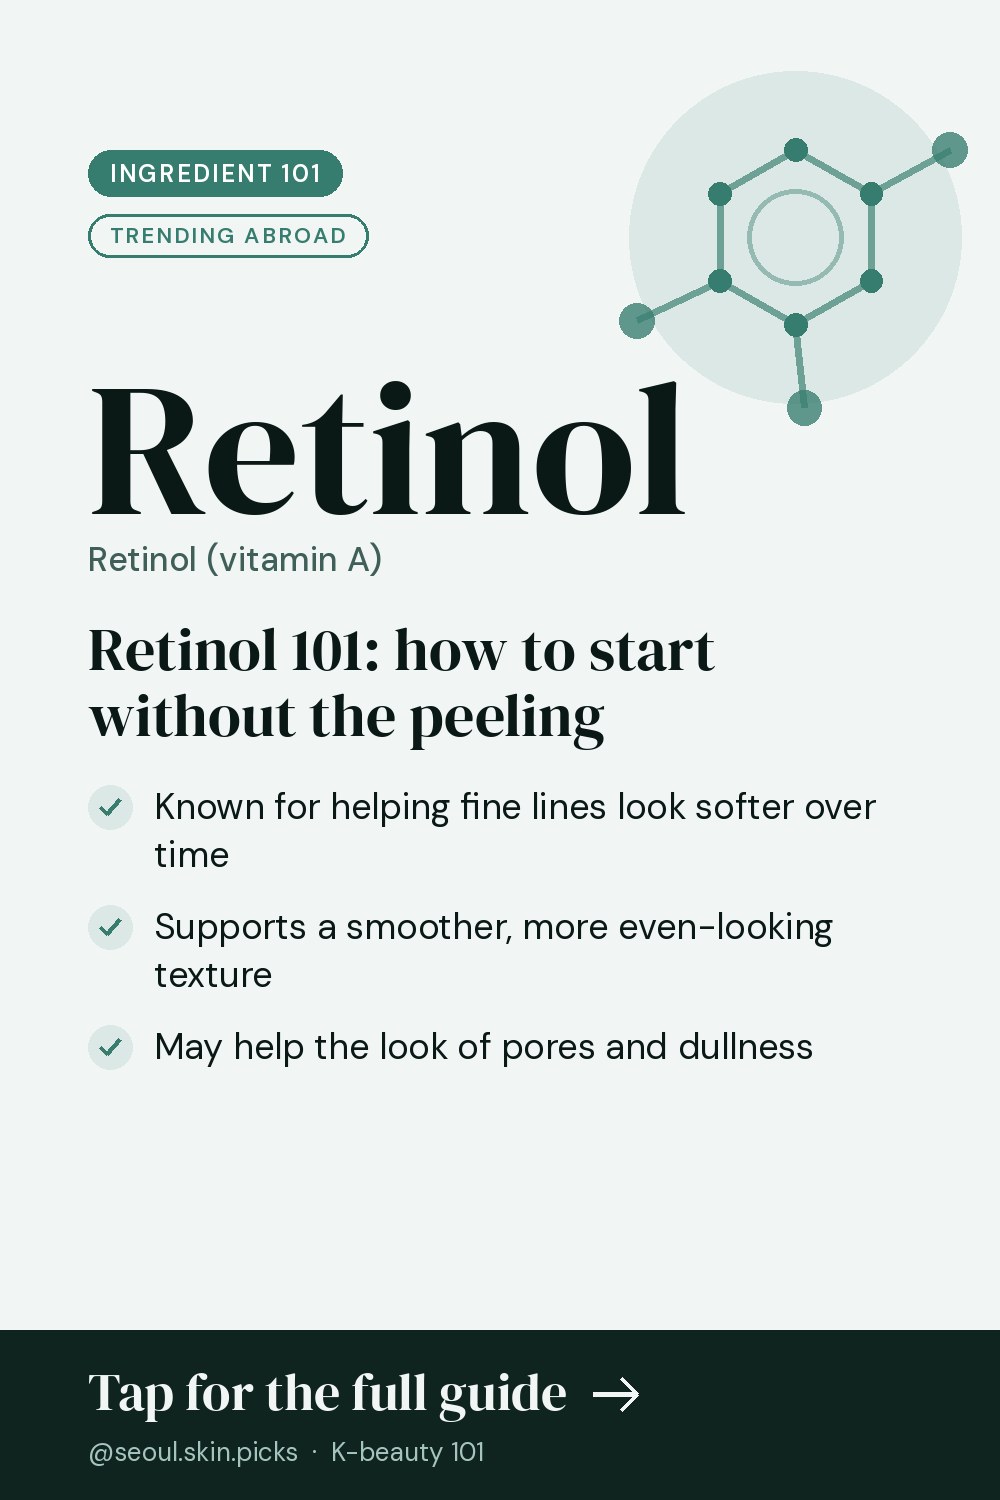 INGREDIENT 101
TRENDING ABROAD
Retinol
Retinol (vitamin A)
Retinol 101: how to start
without the peeling
Known for helping fine lines look softer over
time
Supports a smoother, more even-looking
texture
May help the look of pores and dullness
Tap for the full guide →
@seoul.skin.picks · K-beauty 101